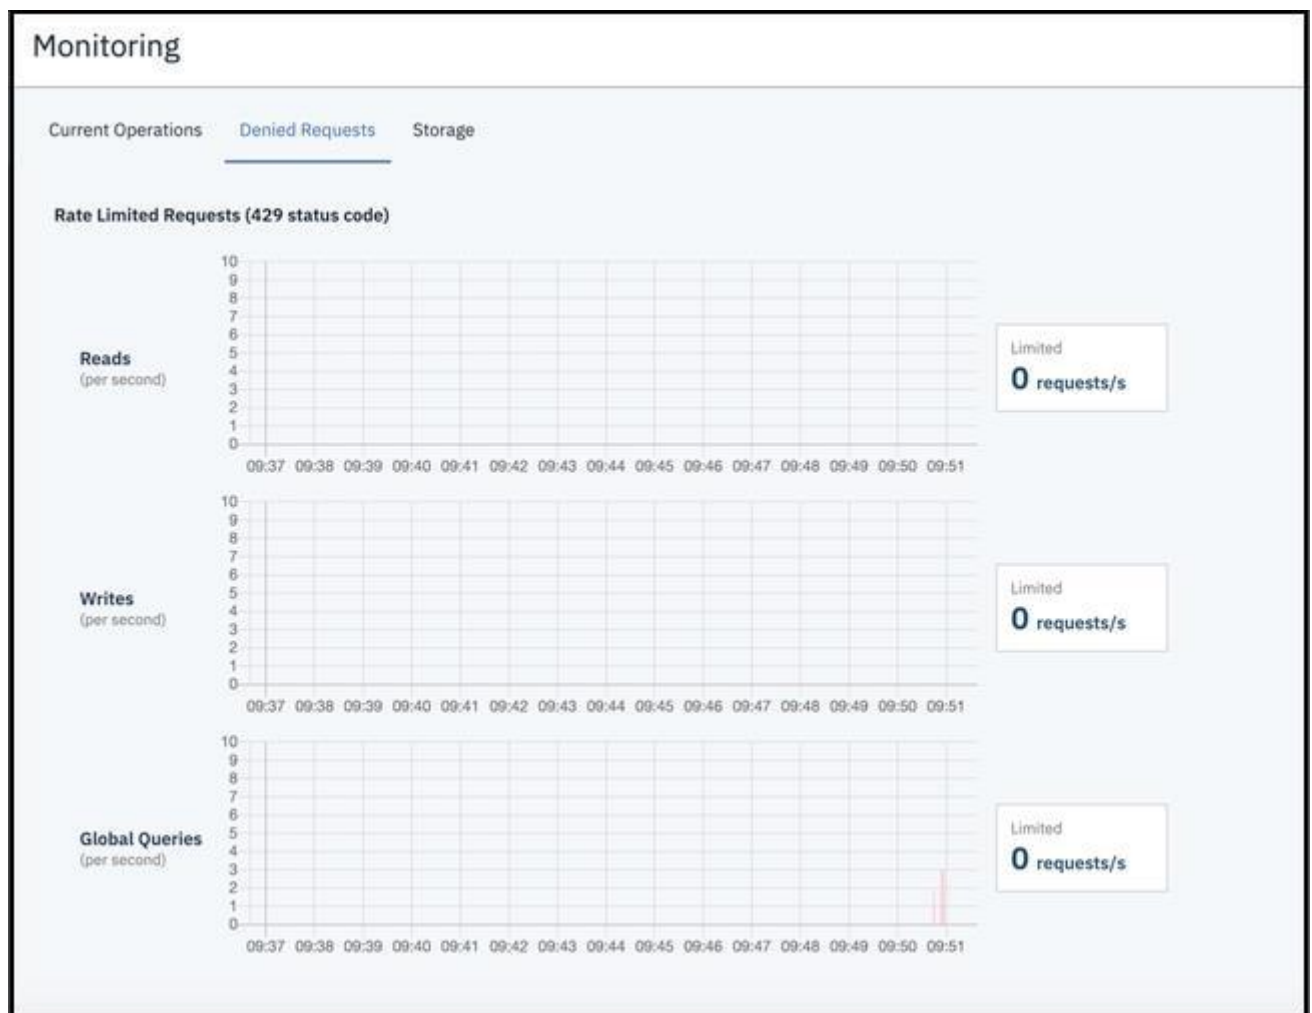 Monitoring
Current Operations Denied Requests Storage
Rate Limited Requests (429 status code)
10
9
8
7
6
5
4
3
2
1
0
Reads
(per second)
Limited
0 requests/s
09:37 09:38 09:39 09:40 09:41 09:42 09:43 09:44 09:45 09:46 09:47 09:48 09:49 09:50 09:51
10
9
8
7
6
5
4
3
2
1
0
Writes
(per second)
Limited
0 requests/s
09:37 09:38 09:39 09:40 09:41 09:42 09:43 09:44 09:45 09:46 09:47 09:48 09:49 09:50 09:51
10
9
8
7
6
5
4
3
2
1
0
Global Queries
(per second)
Limited
0 requests/s
09:37 09:38 09:39 09:40 09:41 09:42 09:43 09:44 09:45 09:46 09:47 09:48 09:49 09:50 09:51